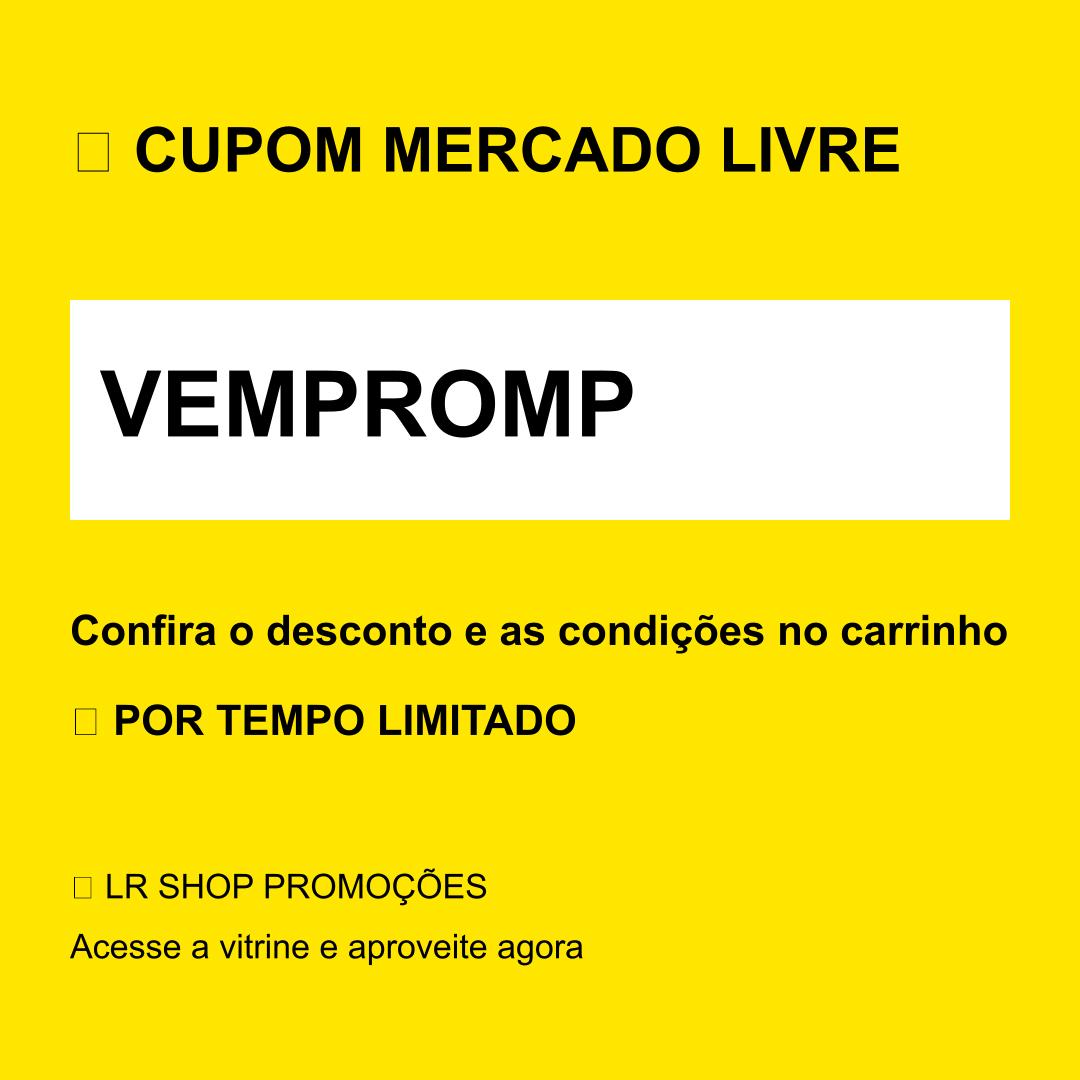 CUPOM MERCADO LIVRE
VEMPROMP
Confira o desconto e as condições no carrinho
POR TEMPO LIMITADO
LR SHOP PROMOÇÕES
Acesse a vitrine e aproveite agora